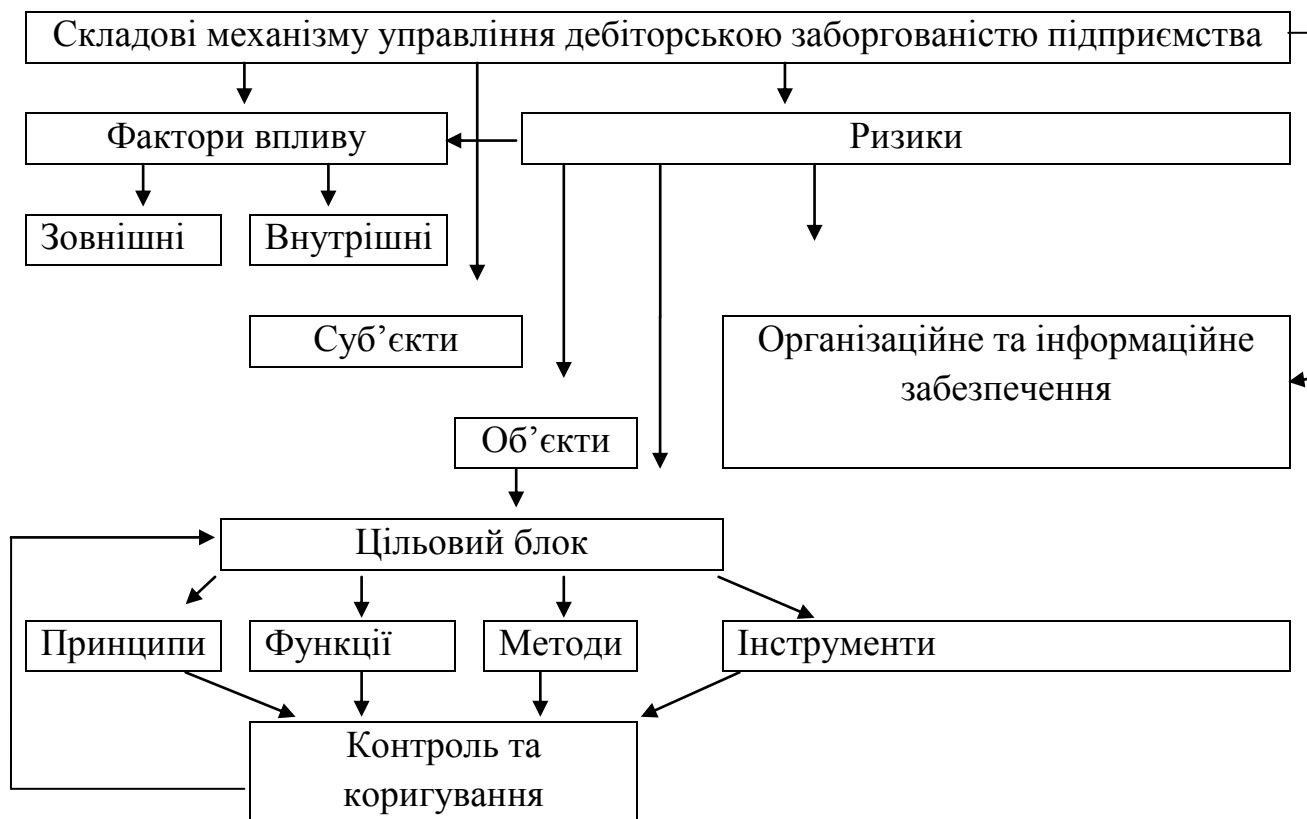 Складові механізму управління дебіторською заборгованістю підприємства
Фактори впливу
Ризики
Зовнішні
Внутрішні
Суб’єкти
Організаційне та інформаційне
забезпечення
Об’єкти
Цільовий блок
Принципи
Функції
Методи
Інструменти
Контроль та
коригування